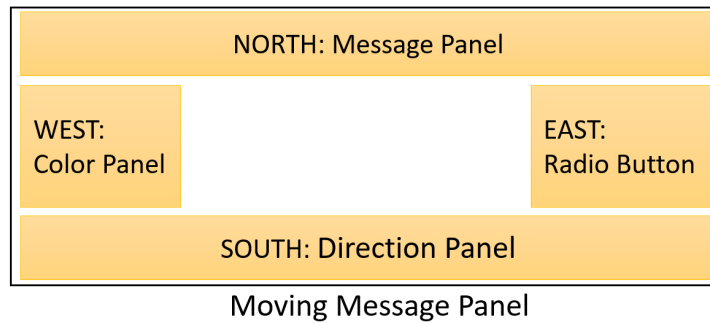 NORTH: Message Panel
WEST:
Color Panel
EAST:
Radio Button
SOUTH: Direction Panel
Moving Message Panel